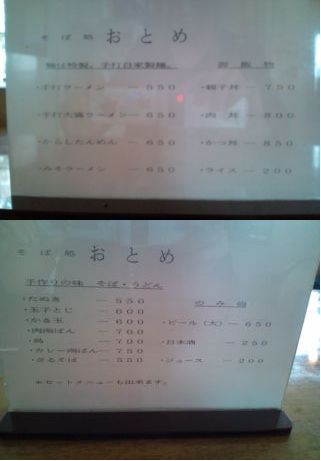 そば処 おとめ
麺は特製。手打自家製麺。
御飯物
・手打ラーメン — 550
・手打大盛ラーメン — 650
・からしたんめん — 650
・みそラーメン — 650
・親子丼 — 750
・肉丼 — 800
・かつ丼 — 850
・ライス — 200
そば処 おとめ
手作りの味 そば・うどん
・たぬき — 550
・玉子とじ — 600
・かき玉 — 600
・肉南ばん — 700
・鳥 — 700
・カレー南ばん — 750
・ざるそば — 550
のみ物
・ビール(大) — 650
・日本酒 — 250
・ジュース — 200
*セットメニューも出来ます。